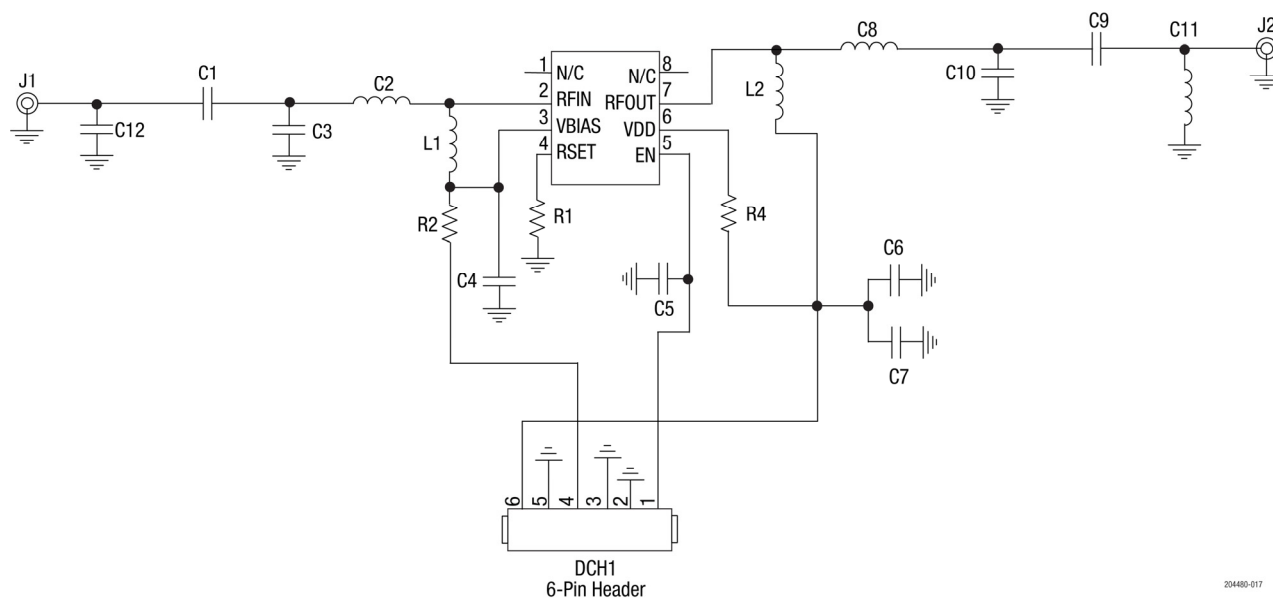 J1
C12
C1
C3
C2
L1
R2
C4
R1
1 N/C
2 RFIN
3 VBIAS
4 RSET
N/C 8
RFOUT 7
VDD 6
EN 5
C5
L2
R4
C8
C10
C9
C11
J2
C6
C7
6 5 4 3 2 1
DCH1
6-Pin Header
204480-017